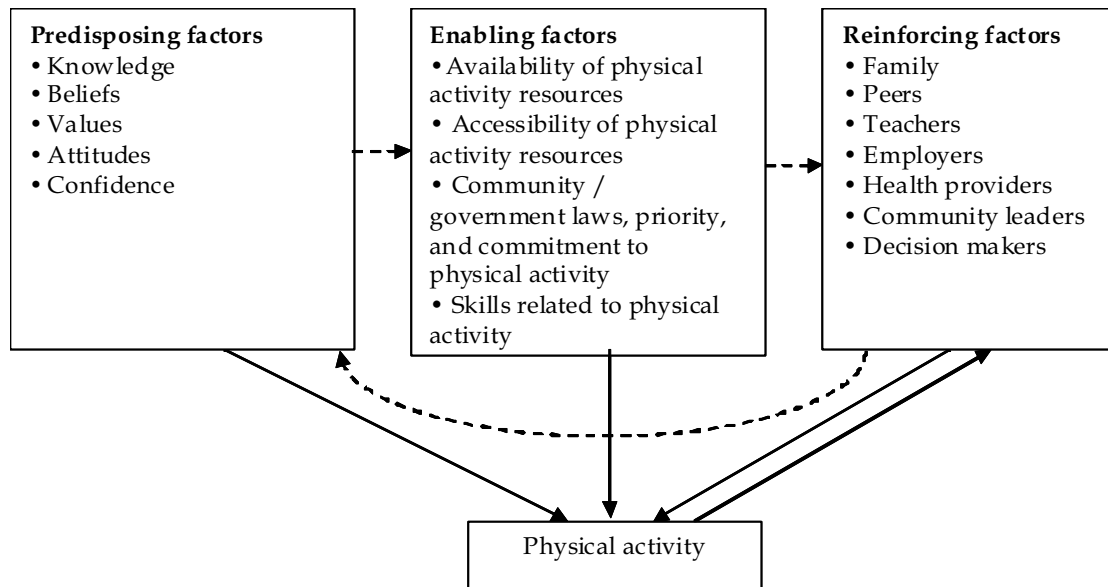 Predisposing factors
• Knowledge
• Beliefs
• Values
• Attitudes
• Confidence
Enabling factors
•Availability of physical
activity resources
• Accessibility of physical
activity resources
• Community /
government laws, priority,
and commitment to
physical activity
• Skills related to physical
activity
Reinforcing factors
• Family
• Peers
• Teachers
• Employers
• Health providers
• Community leaders
• Decision makers
Physical activity